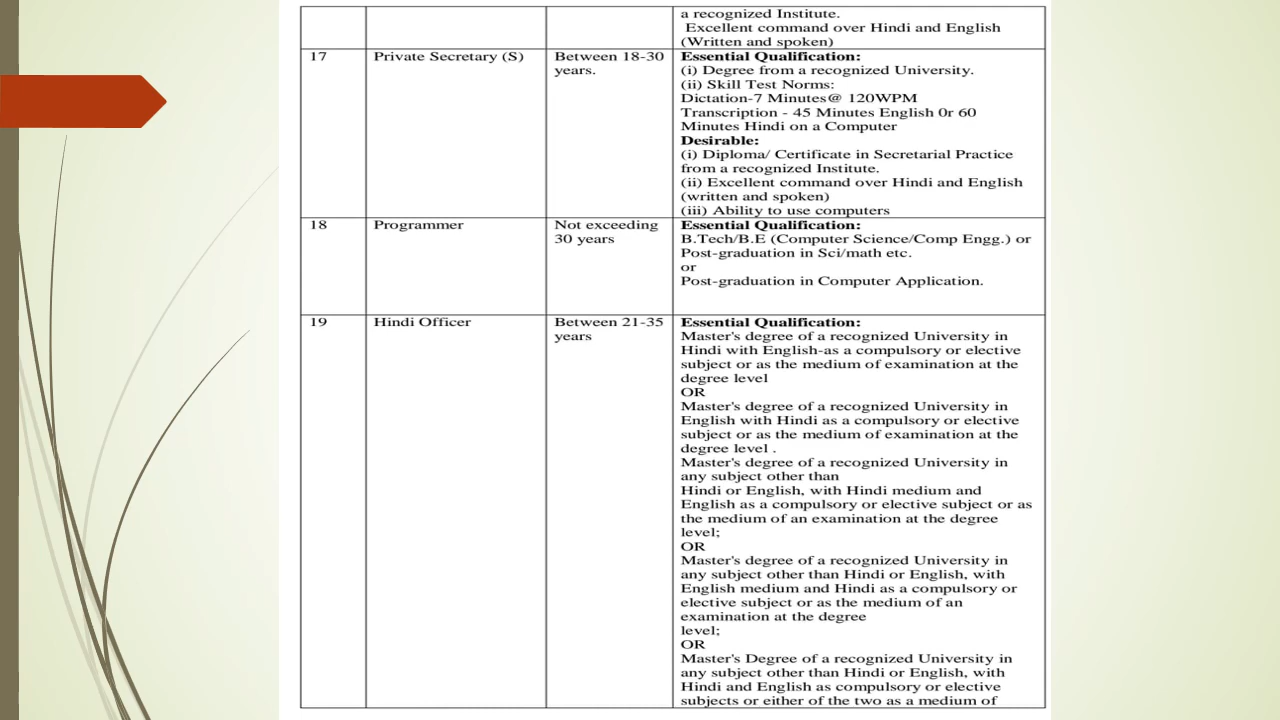 a recognized Institute.
Excellent command over Hindi and English
(Written and spoken)
17 Private Secretary (S) Between 18-30 Essential Qualification:
years. (i) Degree from a recognized University.
(ii) Skill Test Norms:
Dictation-7 Minutes@ 120WPM
Transcription - 45 Minutes English 0r 60
Minutes Hindi on a Computer
Desirable:
(i) Diploma/ Certificate in Secretarial Practice
from a recognized Institute.
(ii) Excellent command over Hindi and English
(written and spoken)
(iii) Ability to use computers
18 Programmer Not exceeding Essential Qualification:
30 years B.Tech/B.E (Computer Science/Comp Engg.) or
Post-graduation in Sci/math etc.
or
Post-graduation in Computer Application.
19 Hindi Officer Between 21-35 Essential Qualification:
years Master's degree of a recognized University in
Hindi with English-as a compulsory or elective
subject or as the medium of examination at the
degree level
OR
Master's degree of a recognized University in
English with Hindi as a compulsory or elective
subject or as the medium of examination at the
degree level .
Master's degree of a recognized University in
any subject other than
Hindi or English, with Hindi medium and
English as a compulsory or elective subject or as
the medium of an examination at the degree
level;
OR
Master's degree of a recognized University in
any subject other than Hindi or English, with
English medium and Hindi as a compulsory or
elective subject or as the medium of an
examination at the degree
level;
OR
Master's Degree of a recognized University in
any subject other than Hindi or English, with
Hindi and English as compulsory or elective
subjects or either of the two as a medium of